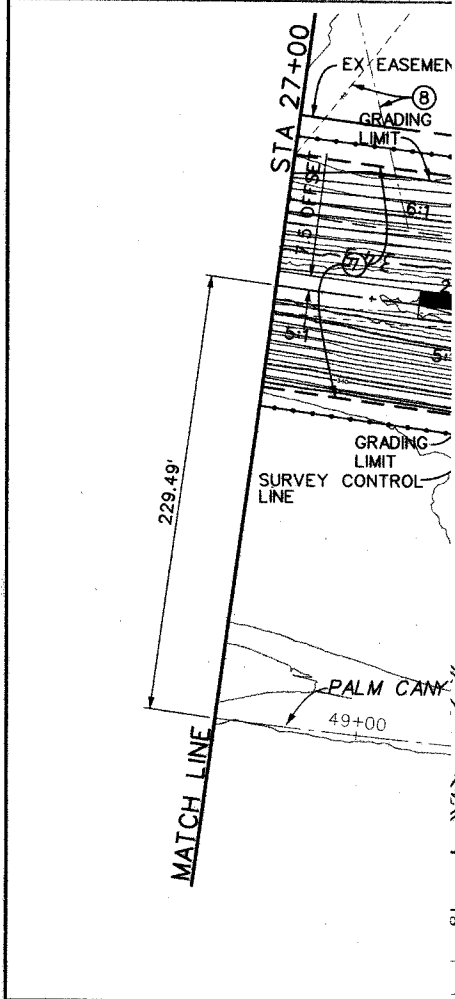 STA 27+00
EX EASEMEN
8
GRADING
LIMIT
7.5' OFFSET
6:1
5:1
229.49'
GRADING
LIMIT
SURVEY CONTROL
LINE
PALM CANY
49+00
MATCH LINE